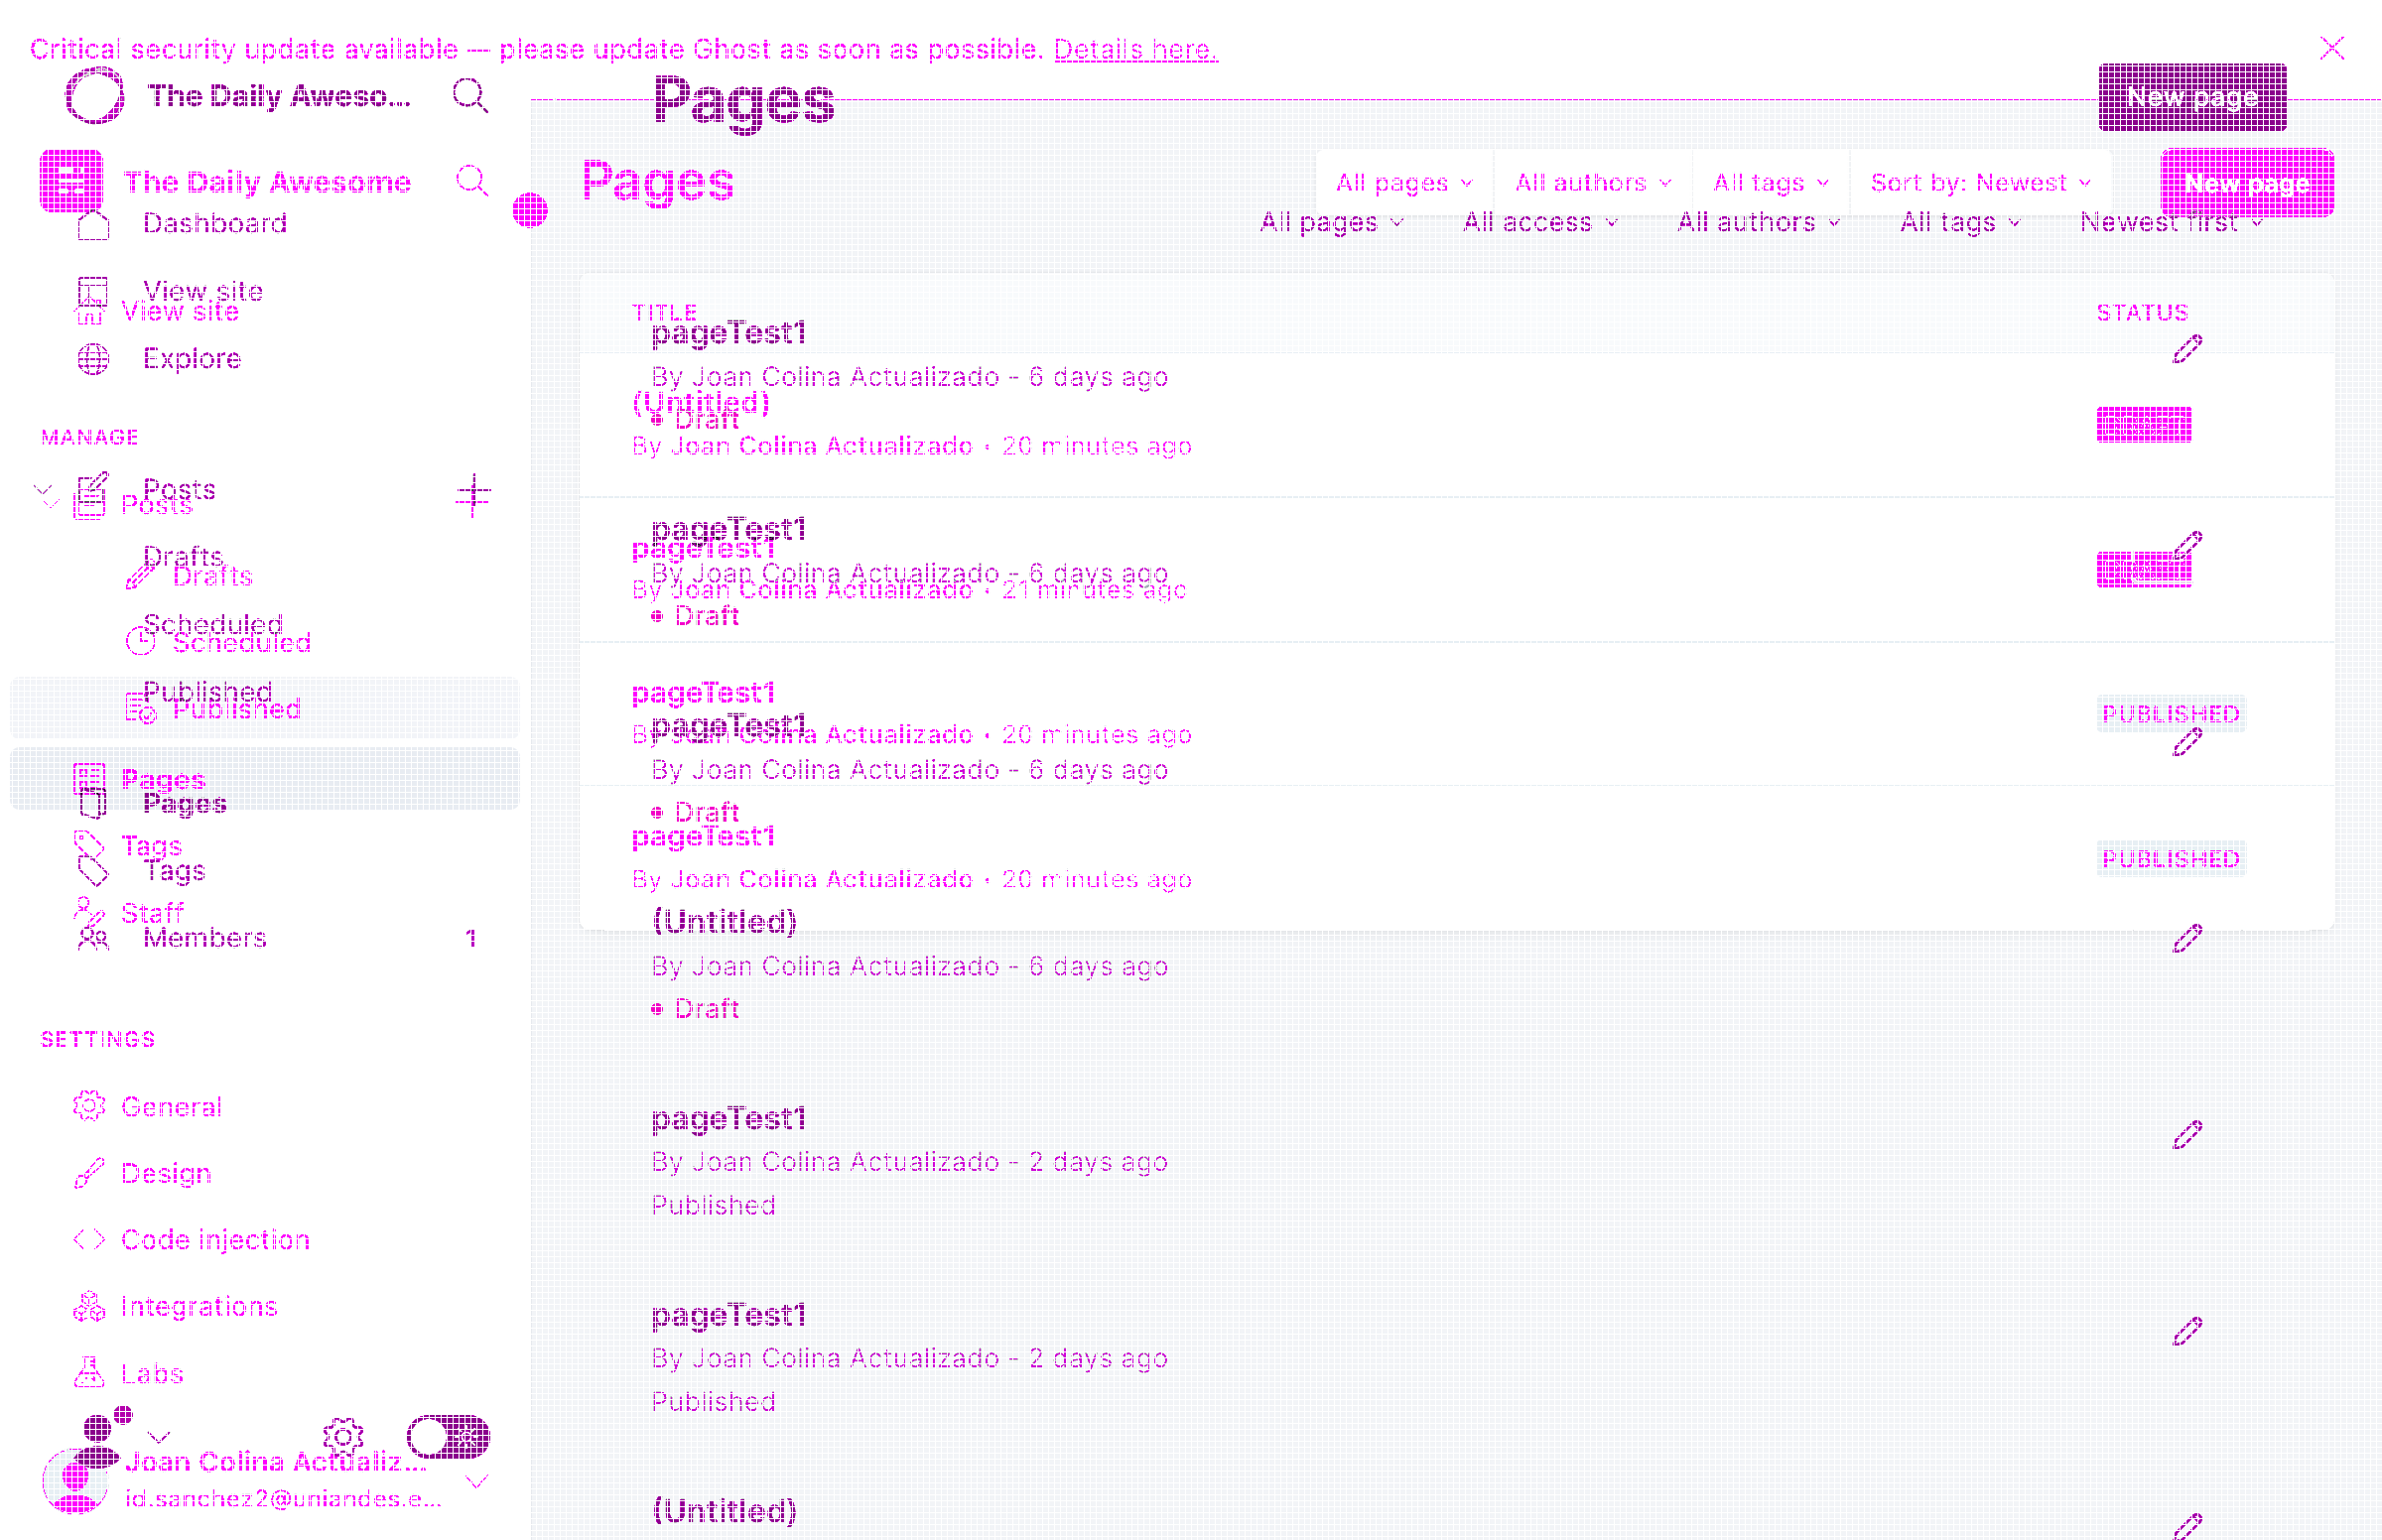 Critical security update available — please update Ghost as soon as possible. Details here.
The Daily Aweso...
Pages
New page
The Daily Awesome
Pages
All pages
All authors
All tags
Sort by: Newest
New page
Dashboard
All pages
All access
All authors
All tags
Newest first
View site
View site
TITLE
STATUS
pageTest1
Explore
By Joan Colina Actualizado - 6 days ago
(Untitled)
Draft
MANAGE
By Joan Colina Actualizado • 20 minutes ago
Posts
Posts
pageTest1
pageTest1
Drafts
Drafts
By Joan Colina Actualizado - 6 days ago
By Joan Colina Actualizado • 21 minutes ago
Draft
Scheduled
Scheduled
Published
Published
pageTest1
PUBLISHED
pageTest1
By Joan Colina Actualizado • 20 minutes ago
By Joan Colina Actualizado - 6 days ago
Pages
Pages
Draft
pageTest1
Tags
Tags
PUBLISHED
By Joan Colina Actualizado • 20 minutes ago
Staff
(Untitled)
Members 1
By Joan Colina Actualizado - 6 days ago
Draft
SETTINGS
General
pageTest1
By Joan Colina Actualizado - 2 days ago
Design
Published
Code injection
Integrations
pageTest1
By Joan Colina Actualizado - 2 days ago
Labs
Published
Joan Colina Actualiz...
id.sanchez2@uniandes.e...
(Untitled)